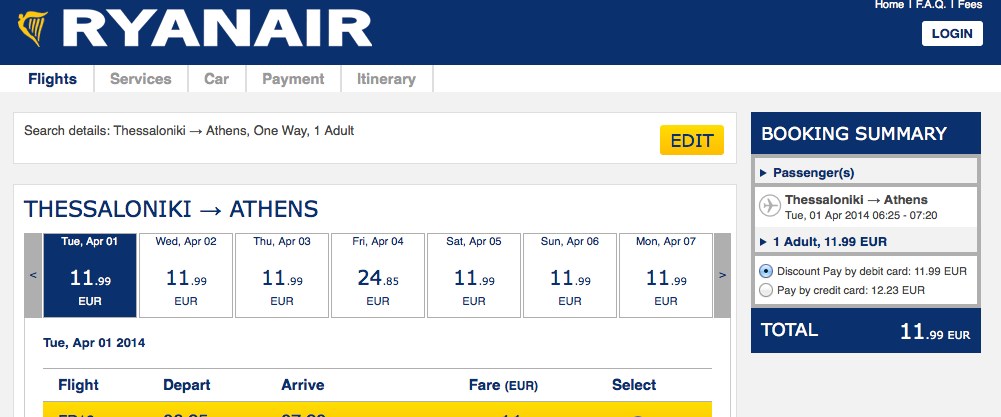 Home | F.A.Q. | Fees
RYANAIR
LOGIN
Flights
Services
Car
Payment
Itinerary
Search details: Thessaloniki → Athens, One Way, 1 Adult
EDIT
THESSALONIKI → ATHENS
<
Tue, Apr 01
11.99
EUR
Wed, Apr 02
11.99
EUR
Thu, Apr 03
11.99
EUR
Fri, Apr 04
24.85
EUR
Sat, Apr 05
11.99
EUR
Sun, Apr 06
11.99
EUR
Mon, Apr 07
11.99
EUR
>
Tue, Apr 01 2014
Flight Depart Arrive Fare (EUR) Select
BOOKING SUMMARY
Passenger(s)
Thessaloniki → Athens
Tue, 01 Apr 2014 06:25 - 07:20
1 Adult, 11.99 EUR
Discount Pay by debit card: 11.99 EUR
Pay by credit card: 12.23 EUR
TOTAL 11.99 EUR